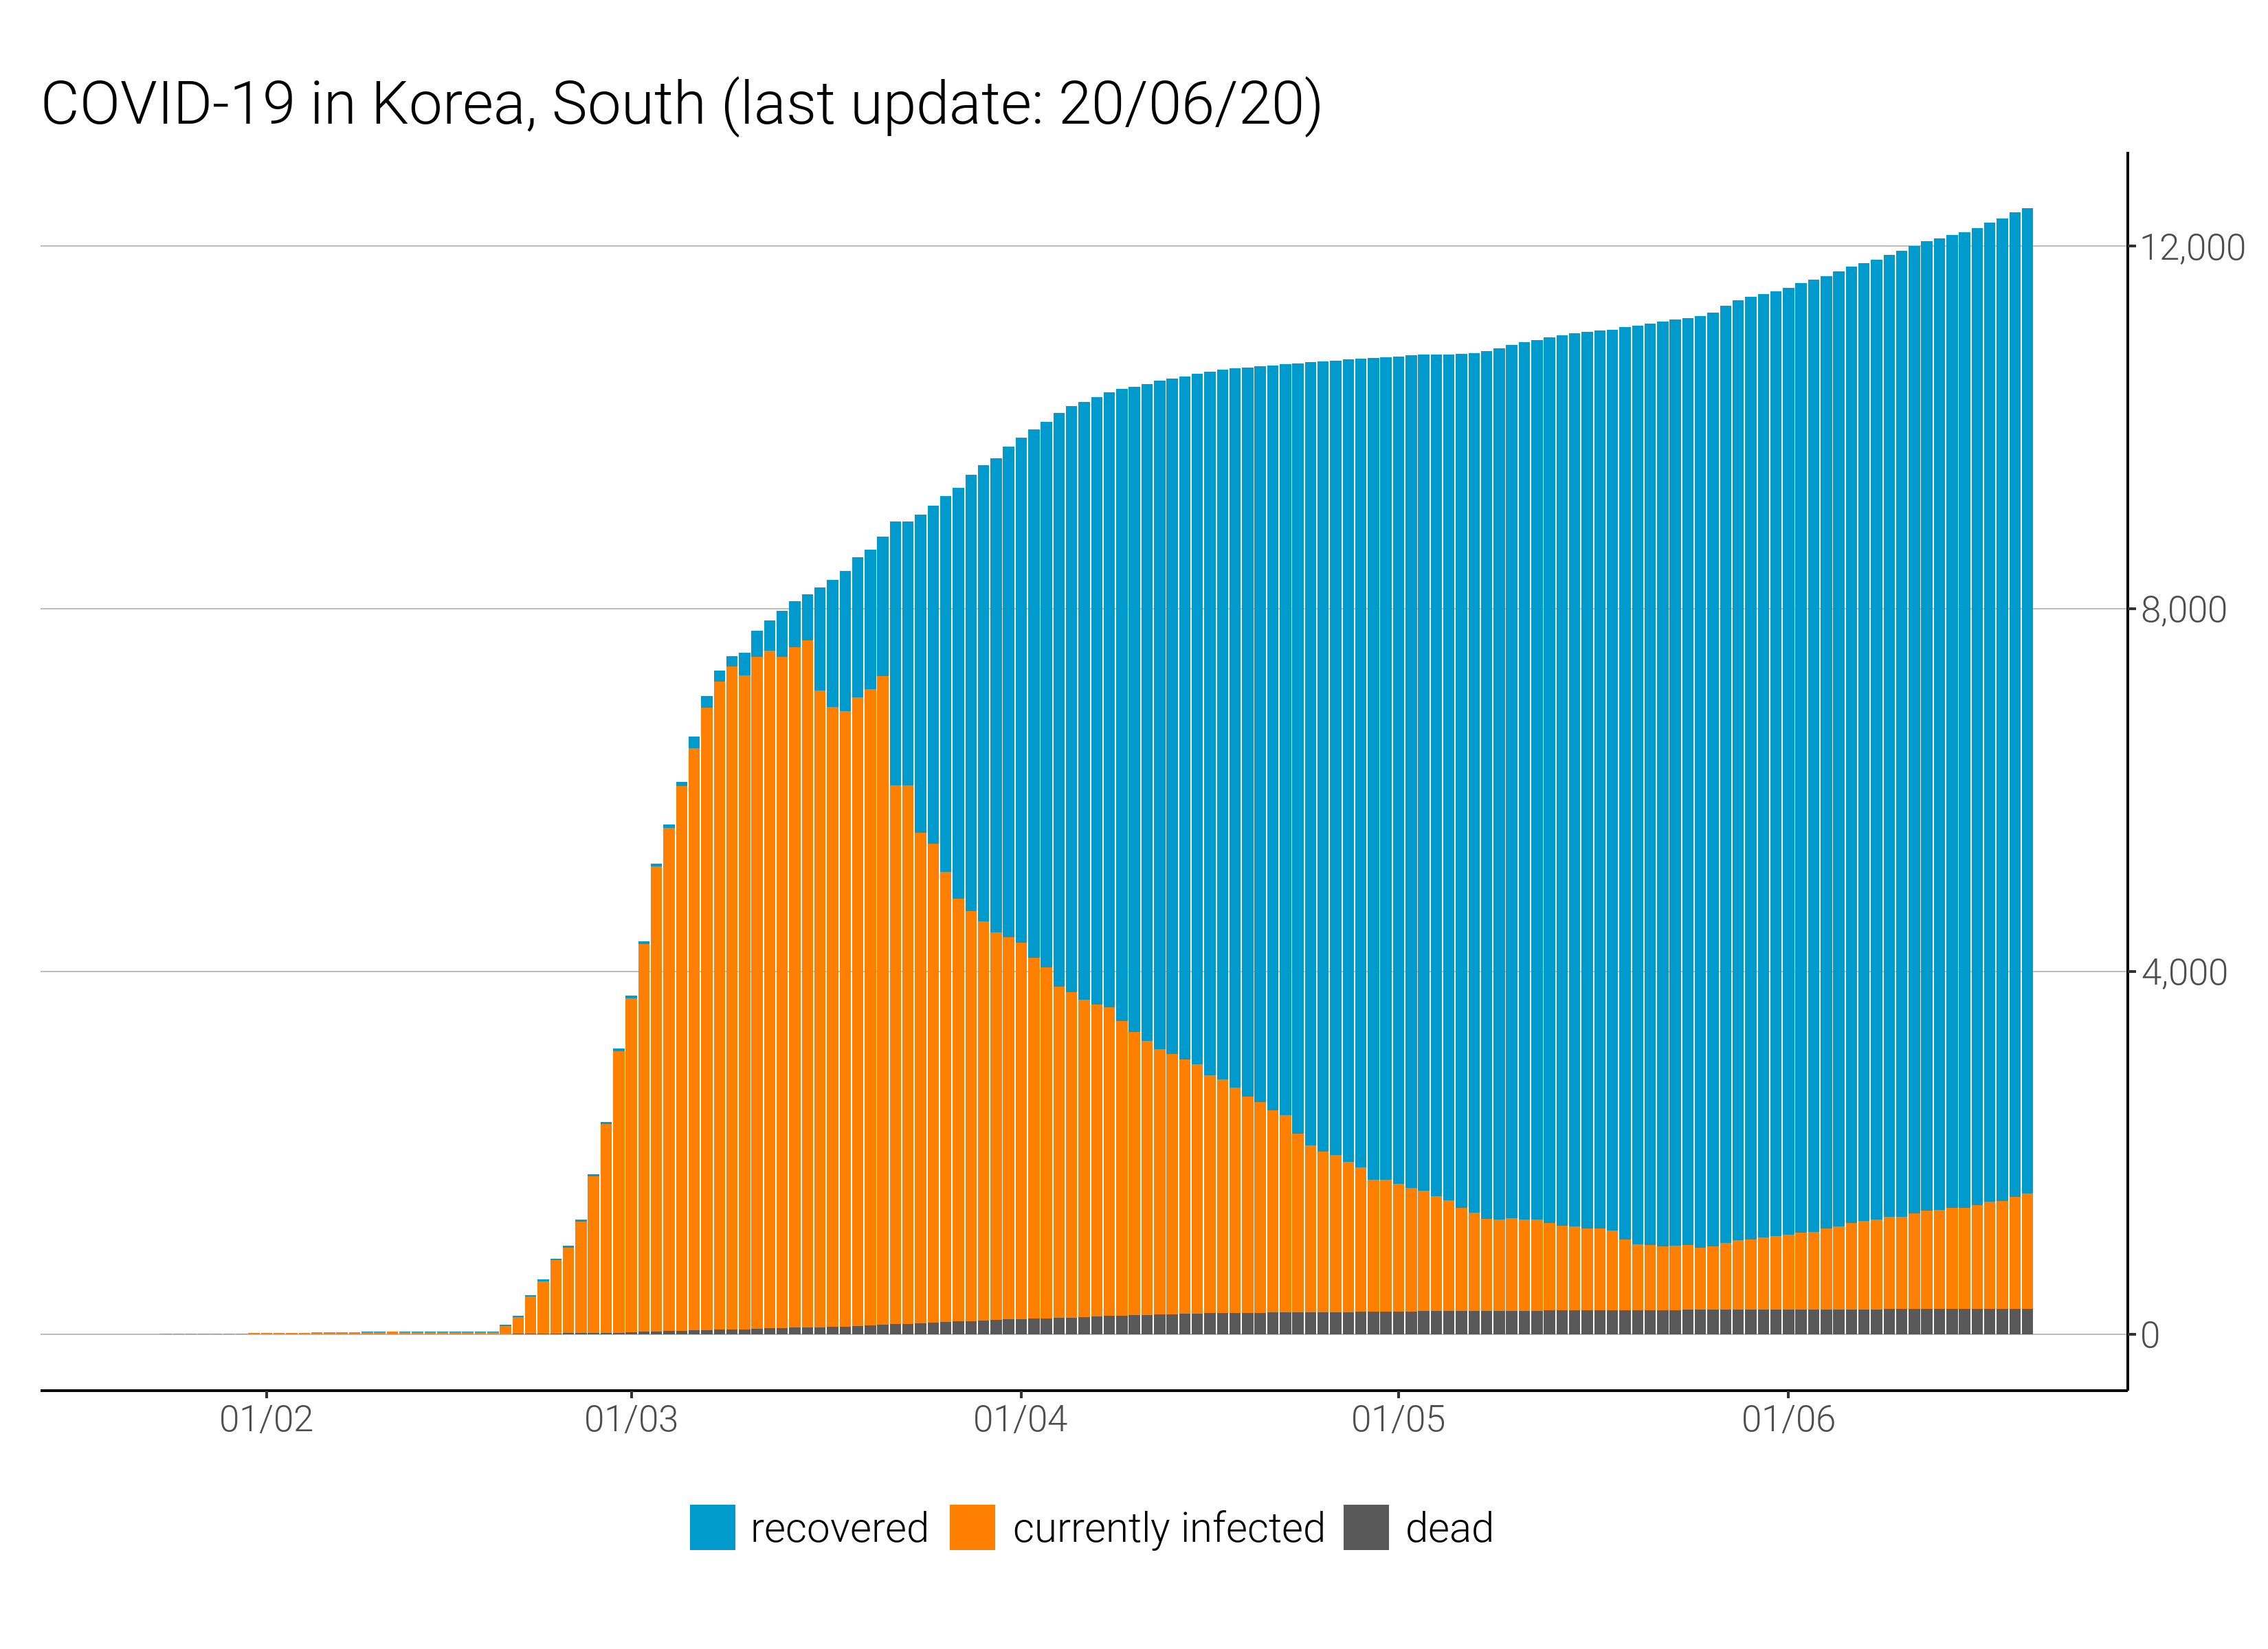 COVID-19 in Korea, South (last update: 20/06/20)
12,000
8,000
4,000
0
01/02 01/03 01/04 01/05 01/06
recovered currently infected dead